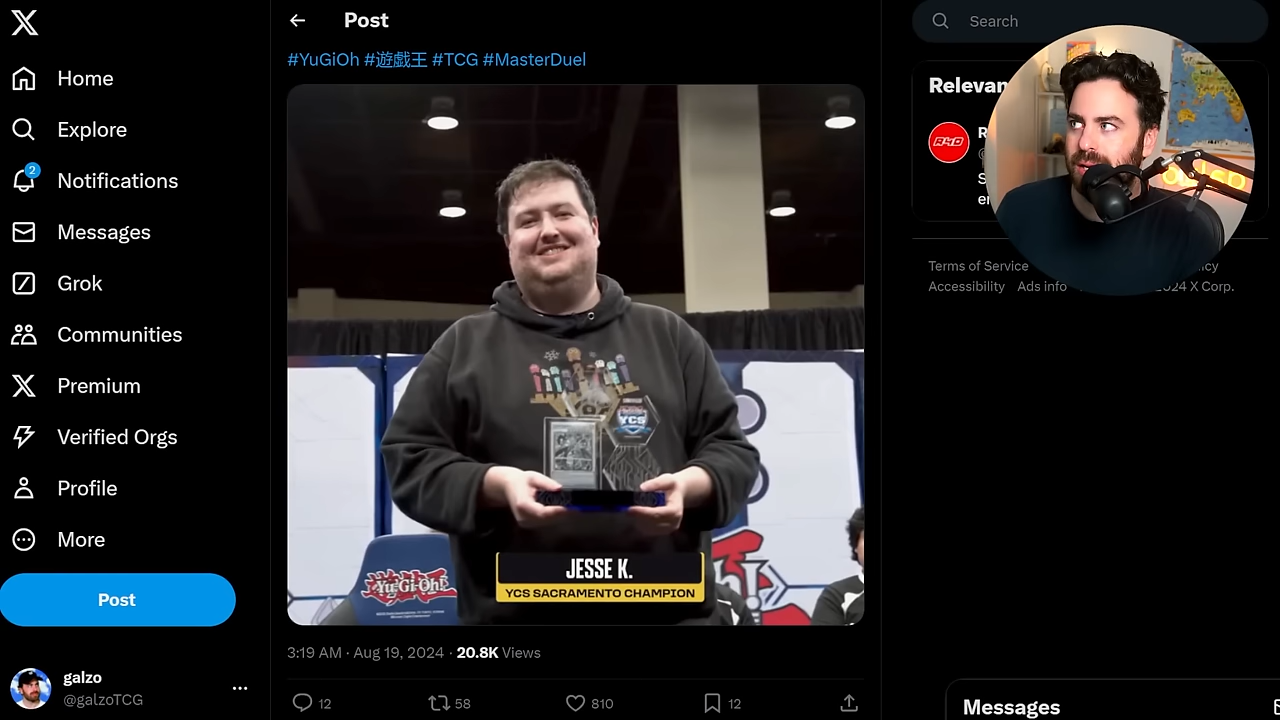 Post
Search
#YuGiOh #遊戯王 #TCG #MasterDuel
Home
Explore
2
Notifications
Messages
Grok
Communities
Premium
Verified Orgs
Profile
More
Post
galzo
@galzoTCG
YCS
Yu-Gi-Oh!
JESSE K.
YCS SACRAMENTO CHAMPION
3:19 AM · Aug 19, 2024 · 20.8K Views
12
58
810
12
Relevan
R4D
Terms of Service
Accessibility Ads info
2024 X Corp.
Messages